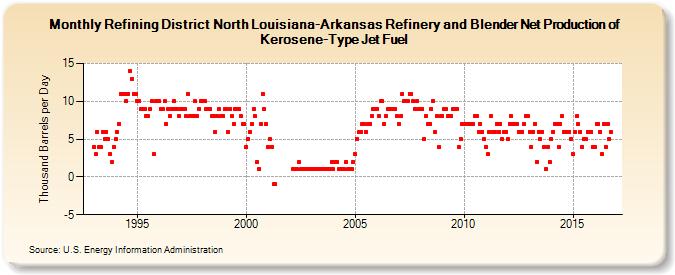 Monthly Refining District North Louisiana-Arkansas Refinery and Blender Net Production of
Kerosene-Type Jet Fuel
Thousand Barrels per Day
15
10
5
0
-5
1995
2000
2005
2010
2015
Source: U.S. Energy Information Administration